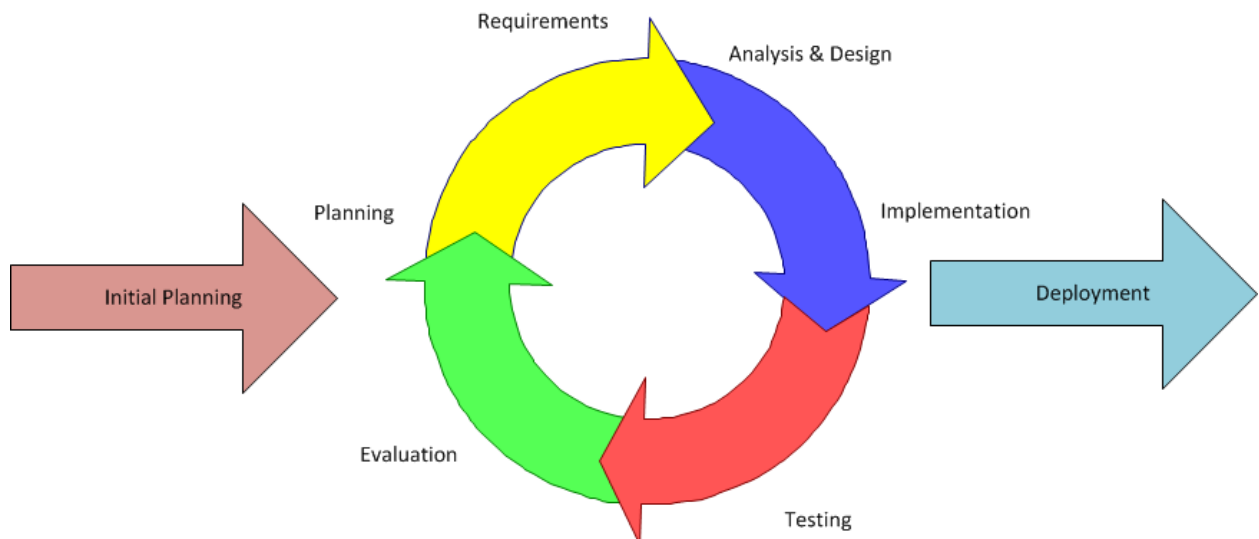 Requirements
Analysis & Design
Planning
Implementation
Initial Planning
Deployment
Evaluation
Testing